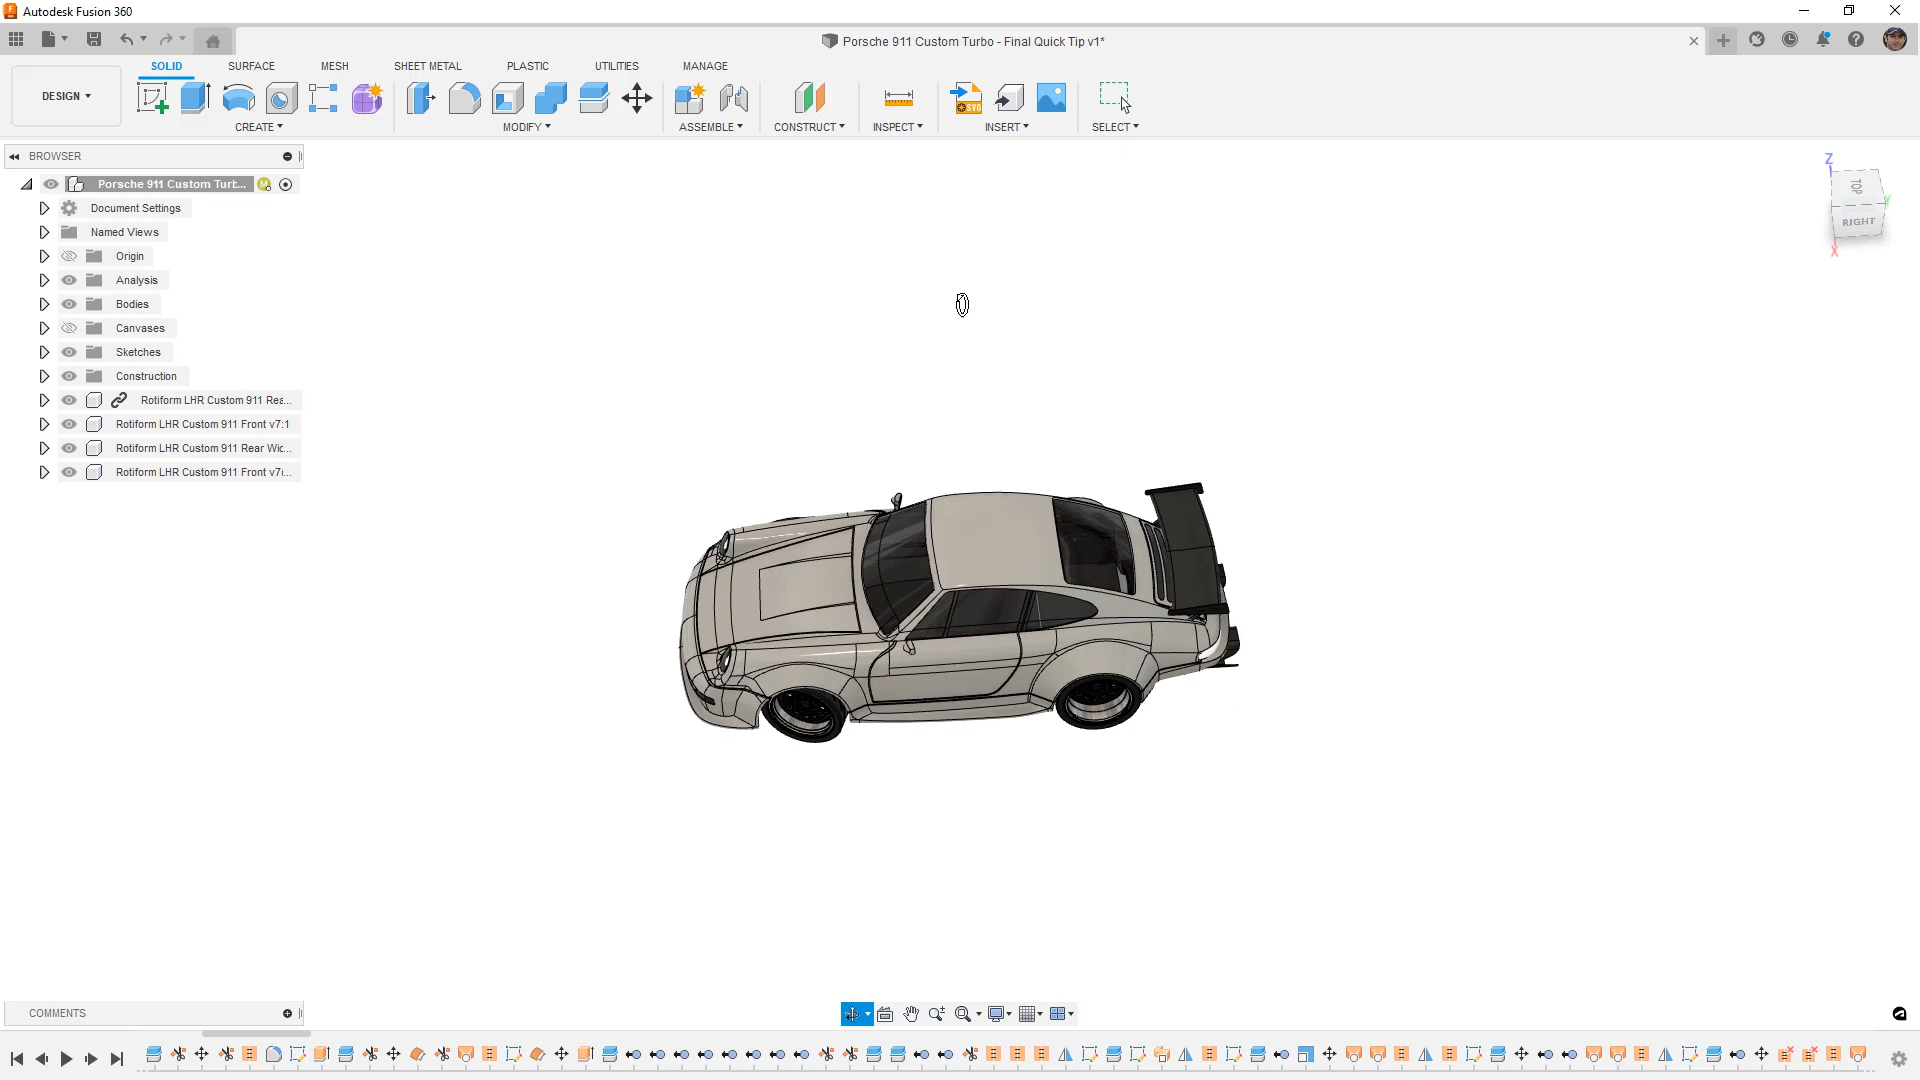 Autodesk Fusion 360
Porsche 911 Custom Turbo - Final Quick Tip v1*
SOLID SURFACE MESH SHEET METAL PLASTIC UTILITIES MANAGE
DESIGN
SVG
CREATE MODIFY ASSEMBLE CONSTRUCT INSPECT INSERT SELECT
BROWSER
Porsche 911 Custom Turt...
Document Settings
Named Views
Origin
Analysis
Bodies
Canvases
Sketches
Construction
Rotiform LHR Custom 911 Rea...
Rotiform LHR Custom 911 Front v7:1
Rotiform LHR Custom 911 Rear Wic...
Rotiform LHR Custom 911 Front v7(...
Z
TOP
Y
RIGHT
X
COMMENTS